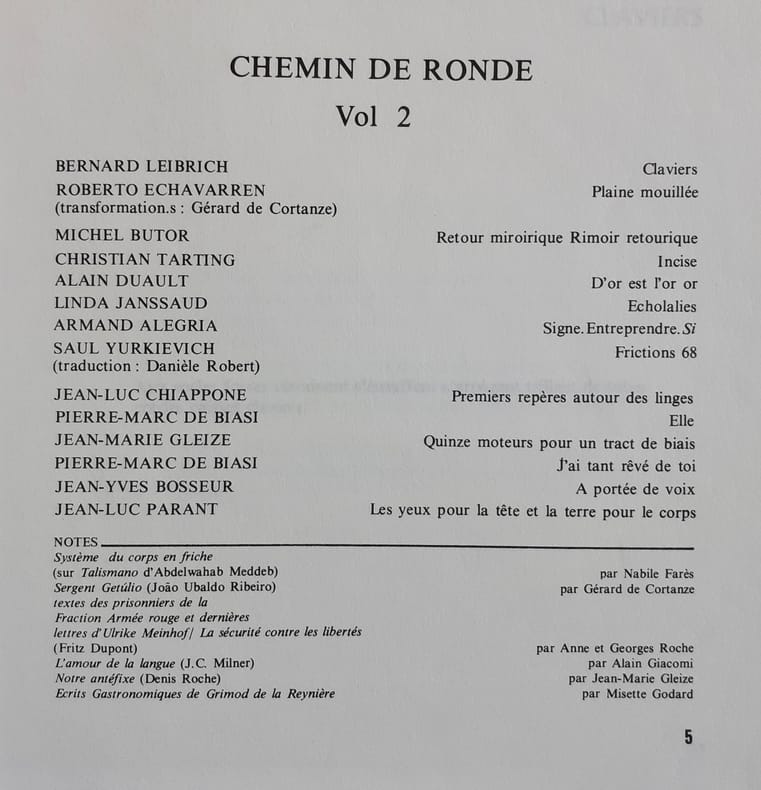 CLAVIERS
CHEMIN DE RONDE
Vol 2
BERNARD LEIBRICH Claviers
ROBERTO ECHAVARREN Plaine mouillée
(transformation.s : Gérard de Cortanze)
MICHEL BUTOR Retour miroirique Rimoir retourique
CHRISTIAN TARTING Incise
ALAIN DUAULT D'or est l'or or
LINDA JANSSAUD Echolalies
ARMAND ALEGRIA Signe.Entreprendre.Si
SAUL YURKIEVICH Frictions 68
(traduction : Danièle Robert)
JEAN-LUC CHIAPPONE Premiers repères autour des linges
PIERRE-MARC DE BIASI Elle
JEAN-MARIE GLEIZE Quinze moteurs pour un tract de biais
PIERRE-MARC DE BIASI J'ai tant rêvé de toi
JEAN-YVES BOSSEUR A portée de voix
JEAN-LUC PARANT Les yeux pour la tête et la terre pour le corps
NOTES
Système du corps en friche
(sur Talismano d'Abdelwahab Meddeb) par Nabile Farès
Sergent Getúlio (João Ubaldo Ribeiro) par Gérard de Cortanze
textes des prisonniers de la
Fraction Armée rouge et dernières
lettres d'Ulrike Meinhof/ La sécurité contre les libertés
(Fritz Dupont) par Anne et Georges Roche
L'amour de la langue (J.C. Milner) par Alain Giacomi
Notre antéfixe (Denis Roche) par Jean-Marie Gleize
Ecrits Gastronomiques de Grimod de la Reynière par Misette Godard
5